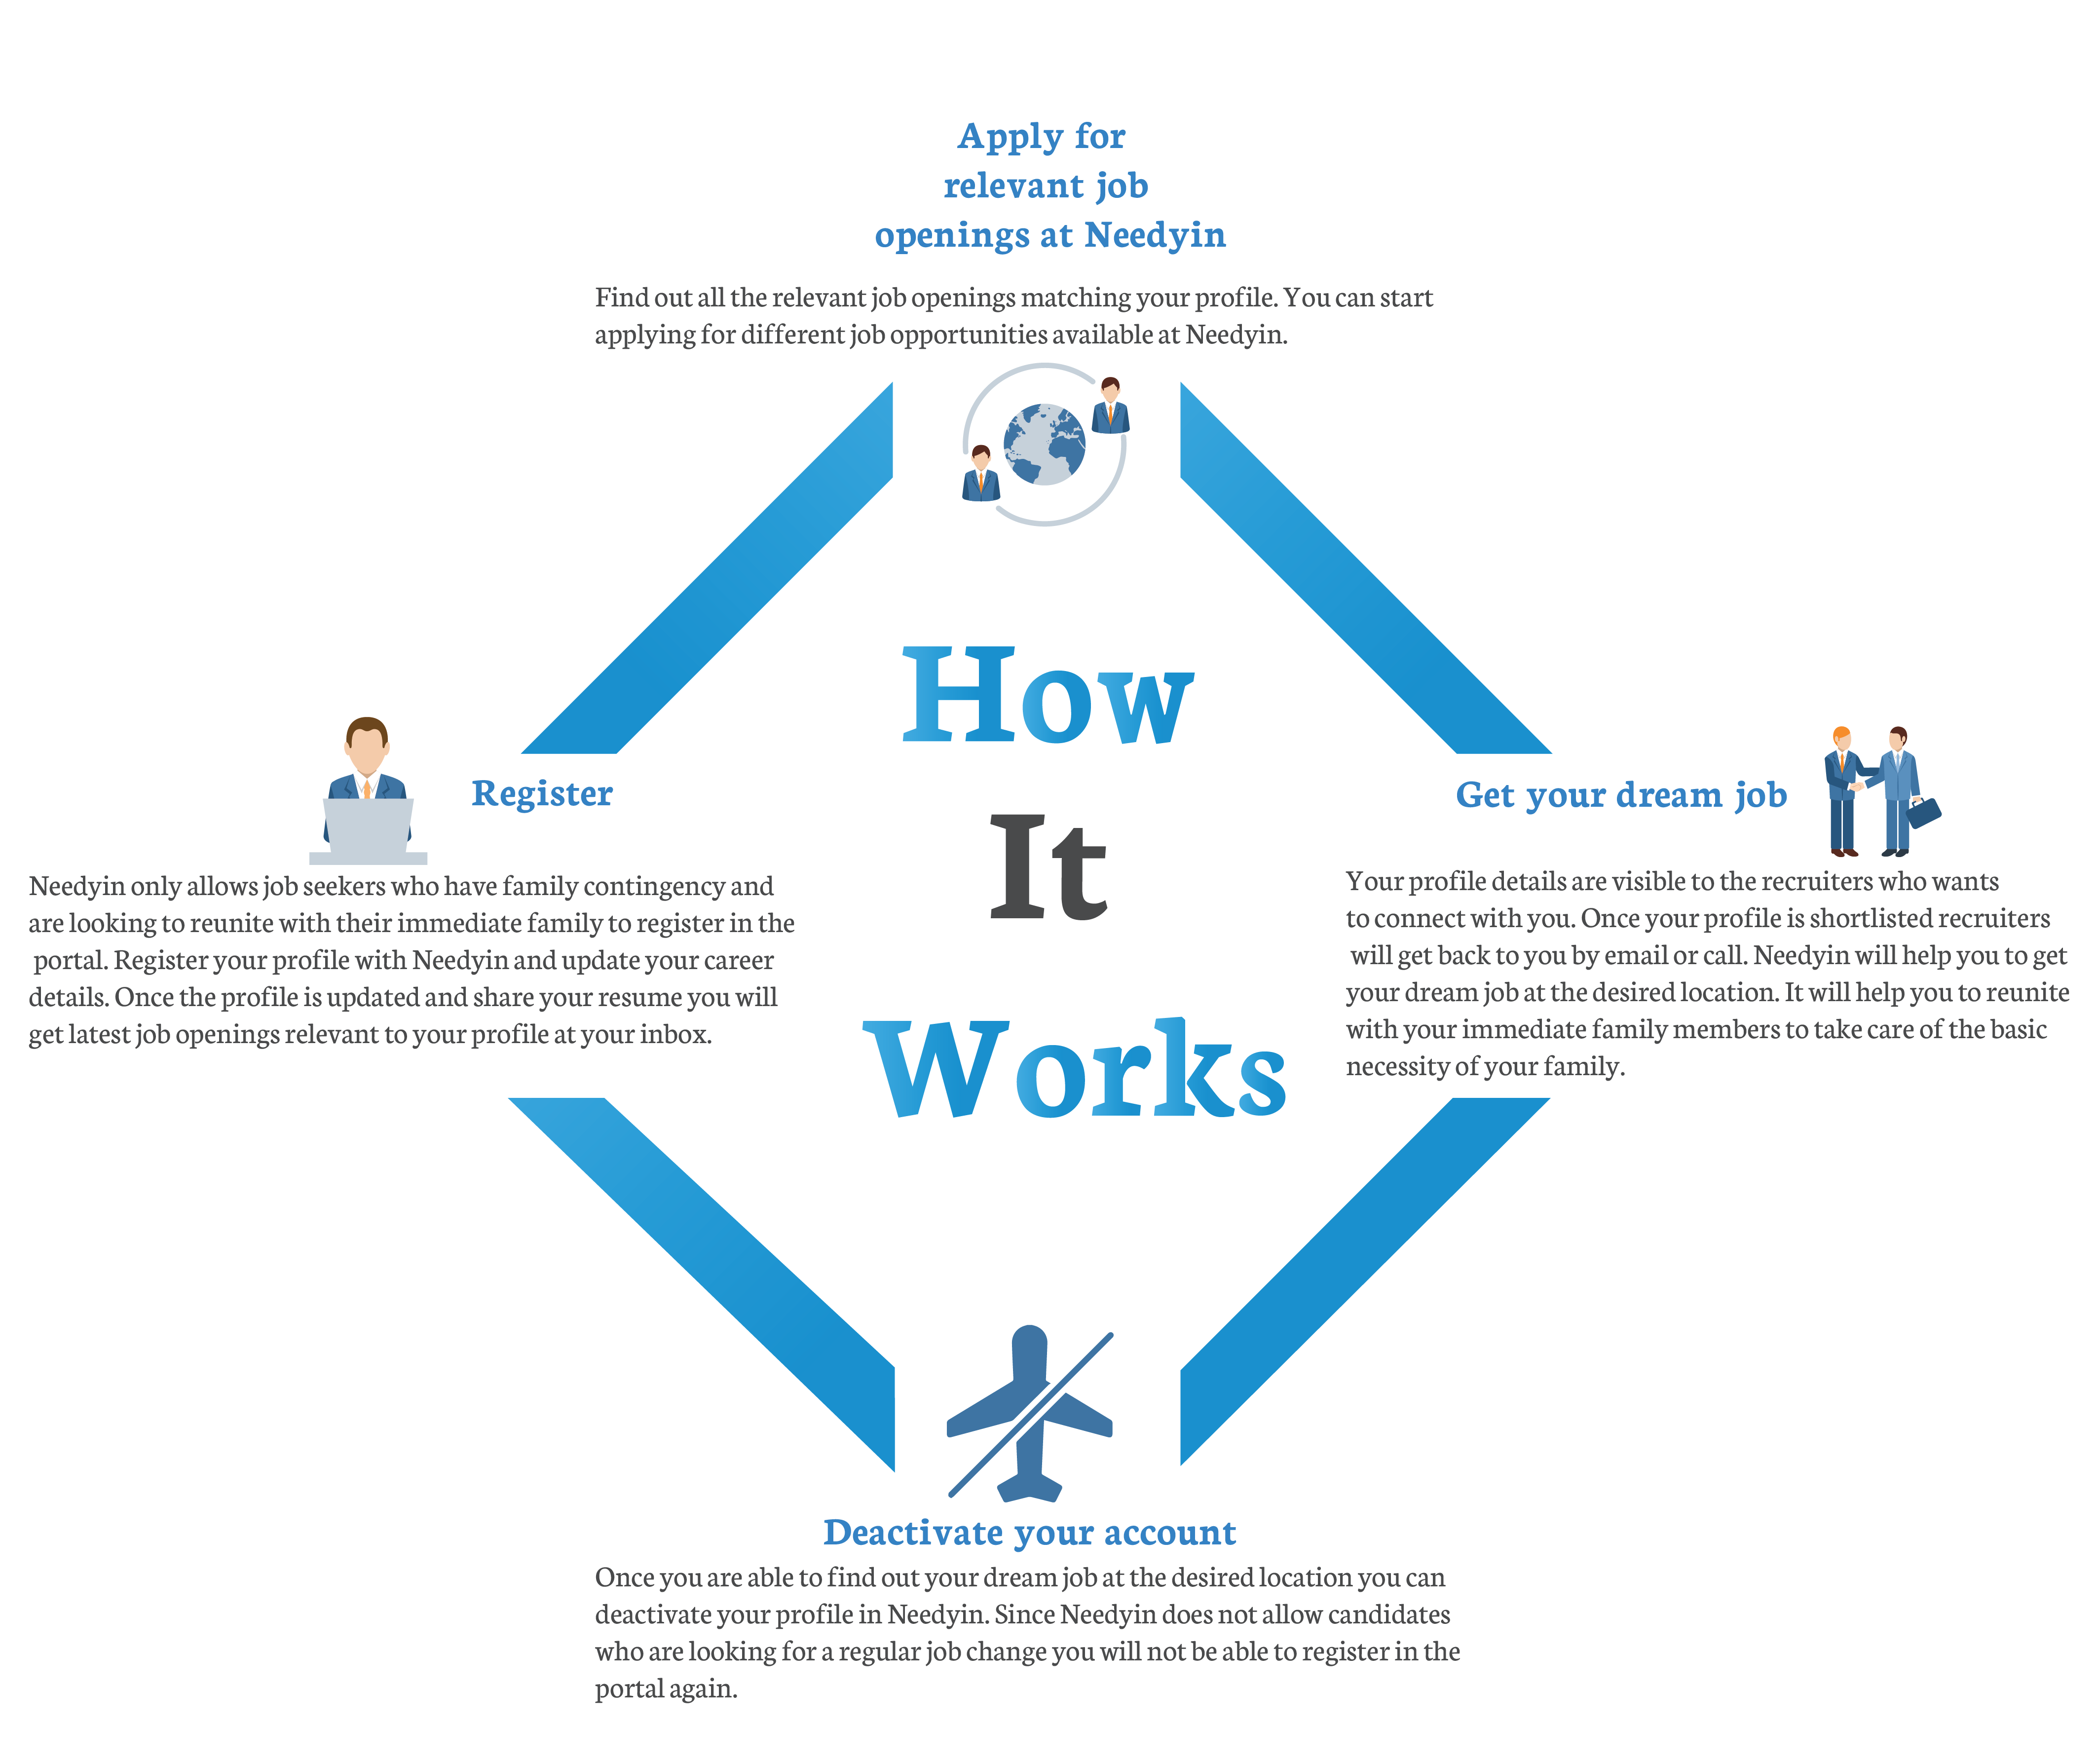 Apply for
relevant job
openings at Needyin
Find out all the relevant job openings matching your profile. You can start
applying for different job opportunities available at Needyin.
How
It
Works
Register
Needyin only allows job seekers who have family contingency and
are looking to reunite with their immediate family to register in the
portal. Register your profile with Needyin and update your career
details. Once the profile is updated and share your resume you will
get latest job openings relevant to your profile at your inbox.
Get your dream job
Your profile details are visible to the recruiters who wants
to connect with you. Once your profile is shortlisted recruiters
will get back to you by email or call. Needyin will help you to get
your dream job at the desired location. It will help you to reunite
with your immediate family members to take care of the basic
necessity of your family.
Deactivate your account
Once you are able to find out your dream job at the desired location you can
deactivate your profile in Needyin. Since Needyin does not allow candidates
who are looking for a regular job change you will not be able to register in the
portal again.